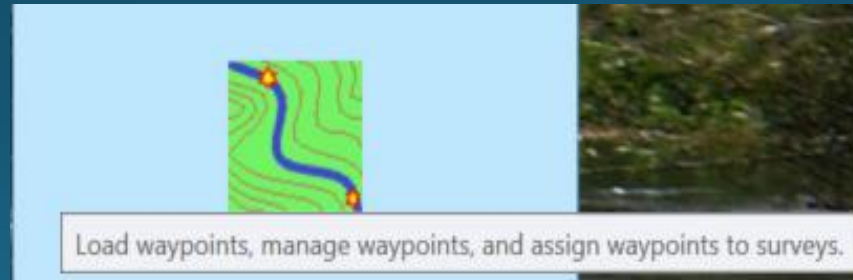 Load waypoints, manage waypoints, and assign waypoints to surveys.